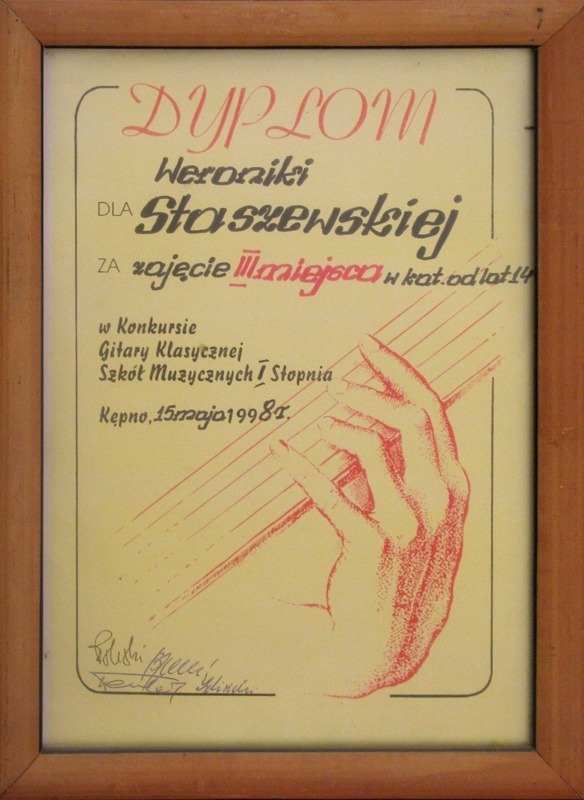 DYPLOM
Weroniki
DLA Staszewskiej
ZA zajęcie III miejsca w kat. od lat 14
w Konkursie
Gitary Klasycznej
Szkół Muzycznych I Stopnia
Kępno, 15 maja 1998 r.